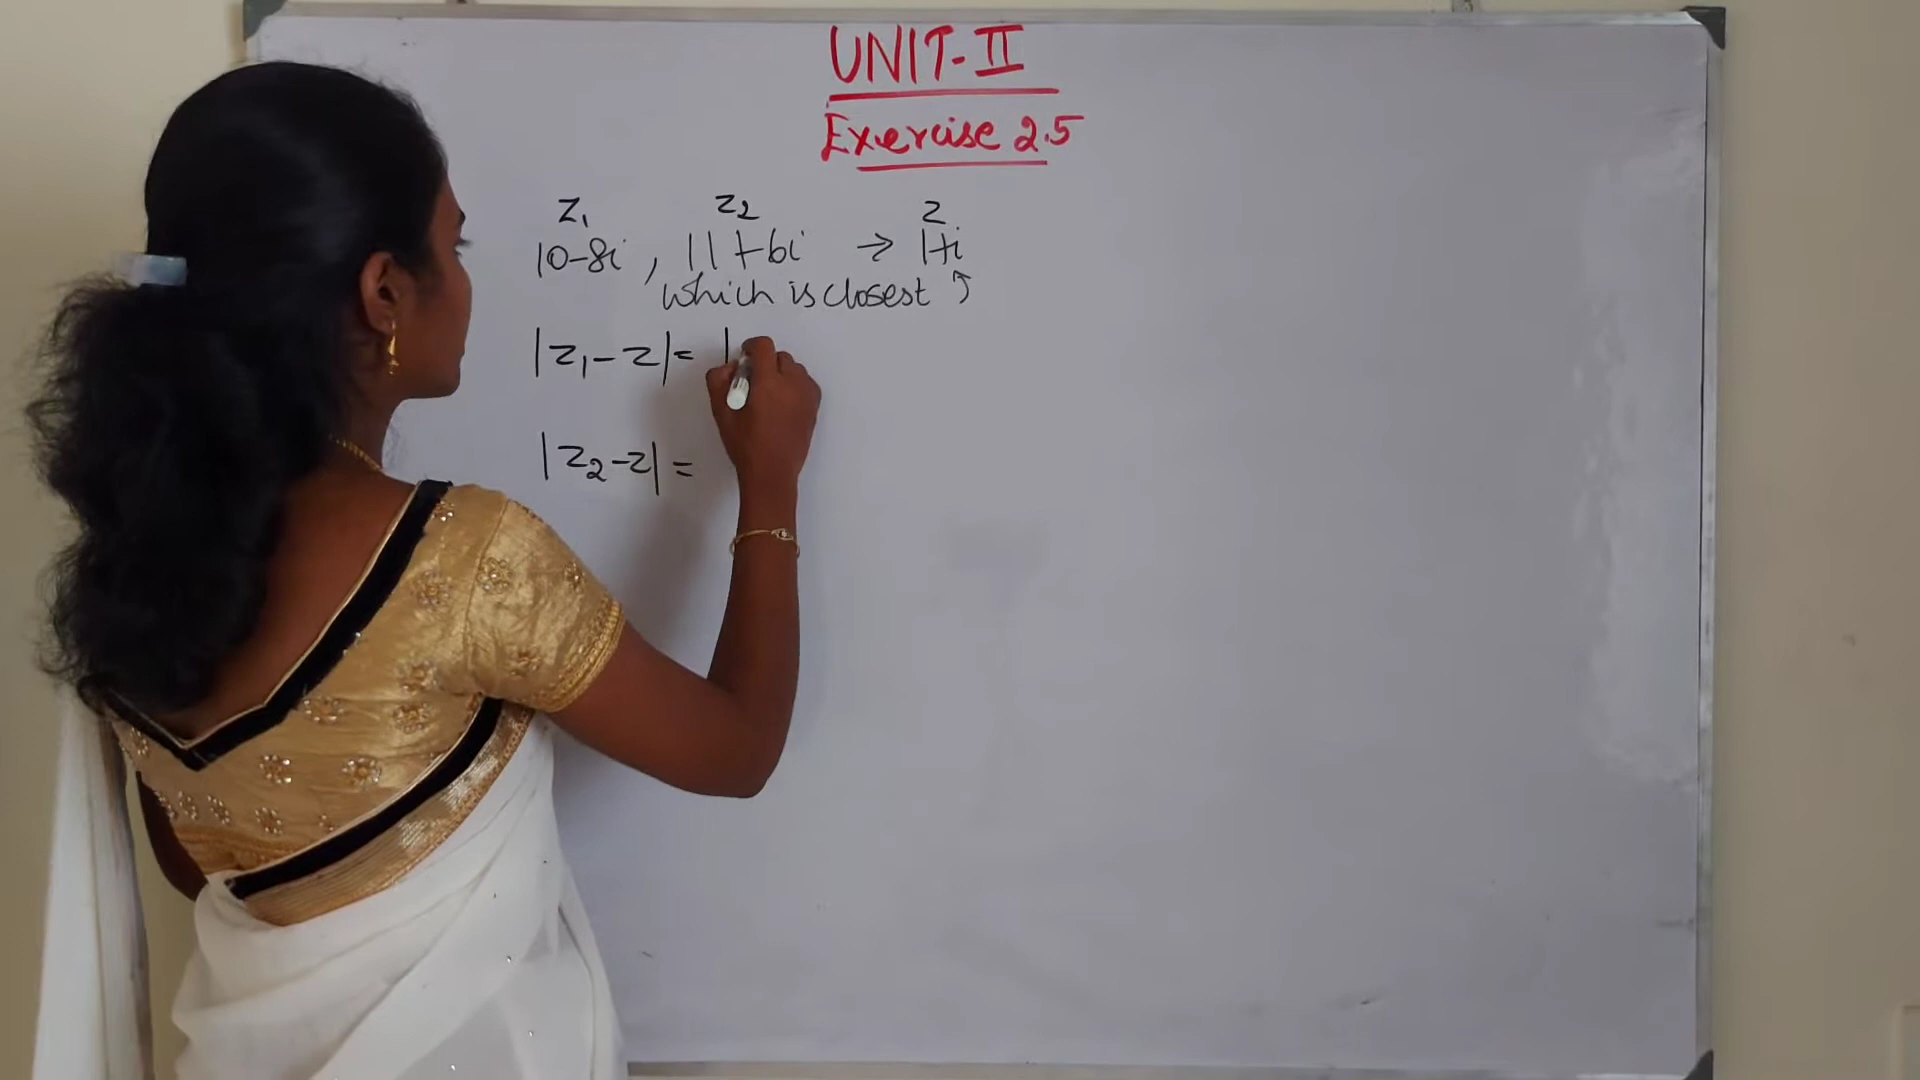 UNIT-II
Exercise 2.5
z₁ z₂ z
10-8i , 11+6i → 1+i
which is closest ↑
|z₁-z|= |
|z₂-z|=